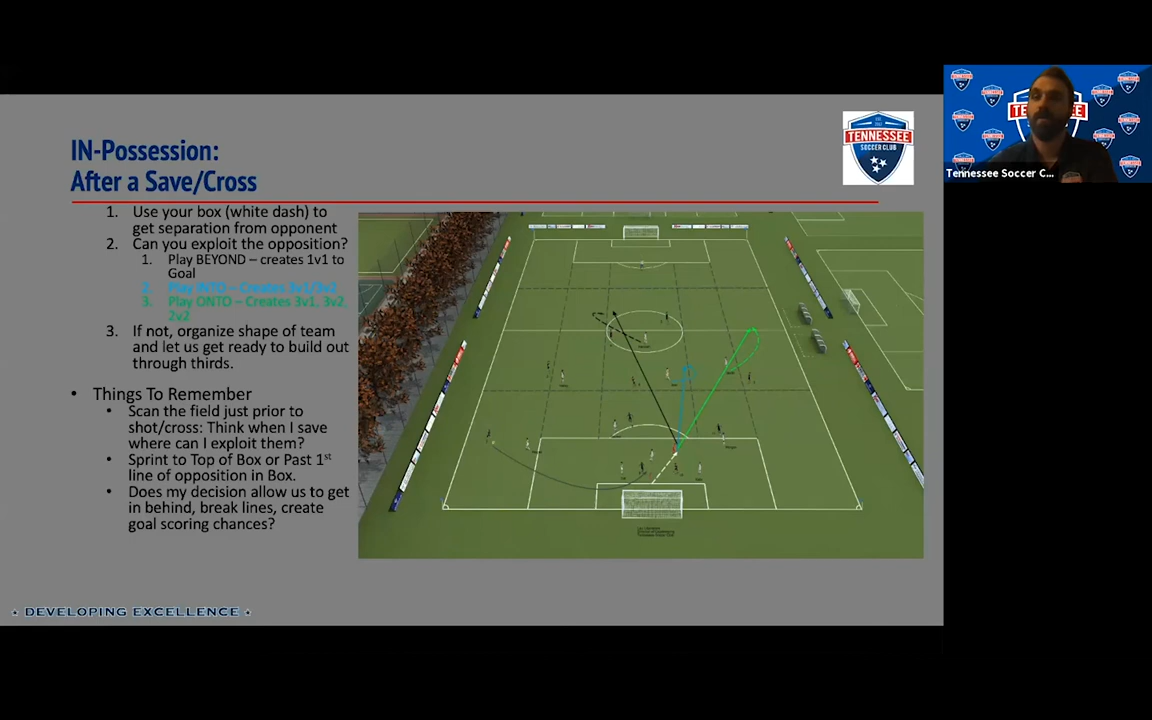 IN-Possession:
After a Save/Cross
TENNESSEE
SOCCER CLUB
Tennessee Soccer C...
1. Use your box (white dash) to
get separation from opponent
2. Can you exploit the opposition?
1. Play BEYOND – creates 1v1 to
Goal
2. Play INTO – Creates 3v1/3v2
3. Play ONTO – Creates 3v1, 3v2,
2v2
3. If not, organize shape of team
and let us get ready to build out
through thirds.
• Things To Remember
• Scan the field just prior to
shot/cross: Think when I save
where can I exploit them?
• Sprint to Top of Box or Past 1st
line of opposition in Box.
• Does my decision allow us to get
in behind, break lines, create
goal scoring chances?
DEVELOPING EXCELLENCE